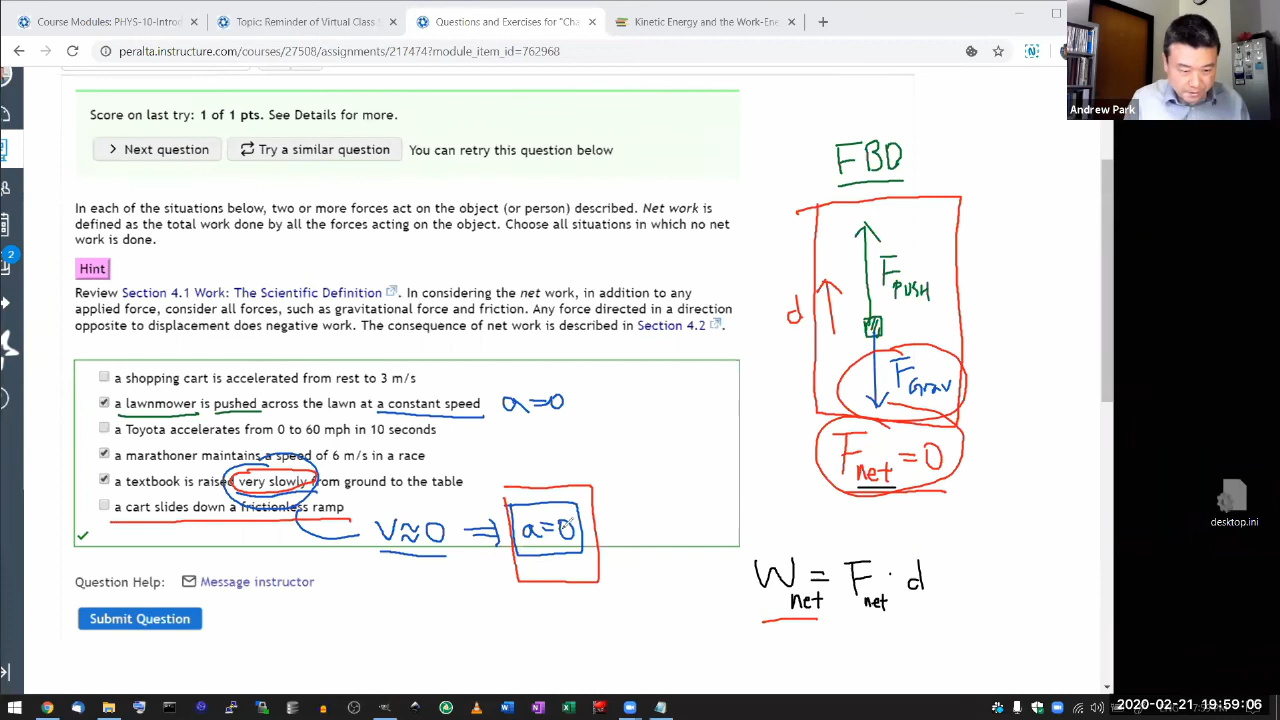 Course Modules: PHYS-10-Introd
Topic Reminder of Virtual Class S
Questions and Exercises for "Cha
Kinetic Energy and the Work-Ene
peralta.instructure.com/courses/27508/assignments/217474?module_item_id=762968
Andrew Park
Score on last try: 1 of 1 pts. See Details for more.
Next question
Try a similar question
You can retry this question below
In each of the situations below, two or more forces act on the object (or person) described. Net work is
defined as the total work done by all the forces acting on the object. Choose all situations in which no net
work is done.
Hint
Review Section 4.1 Work: The Scientific Definition. In considering the net work, in addition to any
applied force, consider all forces, such as gravitational force and friction. Any force directed in a direction
opposite to displacement does negative work. The consequence of net work is described in Section 4.2.
a shopping cart is accelerated from rest to 3 m/s
a lawnmower is pushed across the lawn at a constant speed a=0
a Toyota accelerates from 0 to 60 mph in 10 seconds
a marathoner maintains a speed of 6 m/s in a race
a textbook is raised very slowly from ground to the table
a cart slides down a frictionless ramp
V≈0 ⇒ a=0
Question Help: Message instructor
Submit Question
FBD
F PUSH
d
F Grav
F net = 0
W net = F net · d
2
desktop.ini
2020-02-21 19:59:06